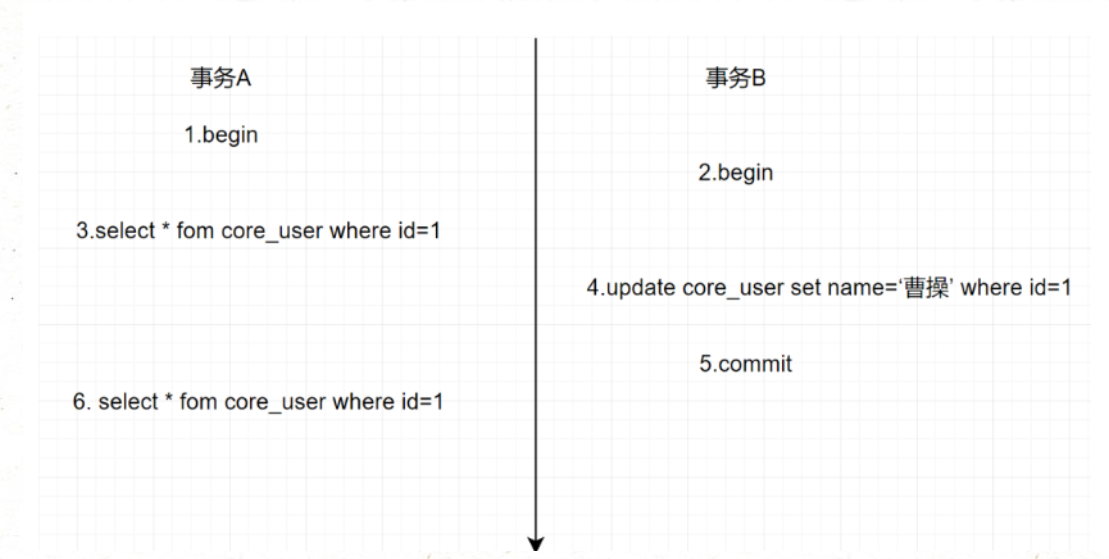 事务A
事务B
1.begin
2.begin
3.select * fom core_user where id=1
4.update core_user set name=‘曹操’ where id=1
5.commit
6. select * fom core_user where id=1